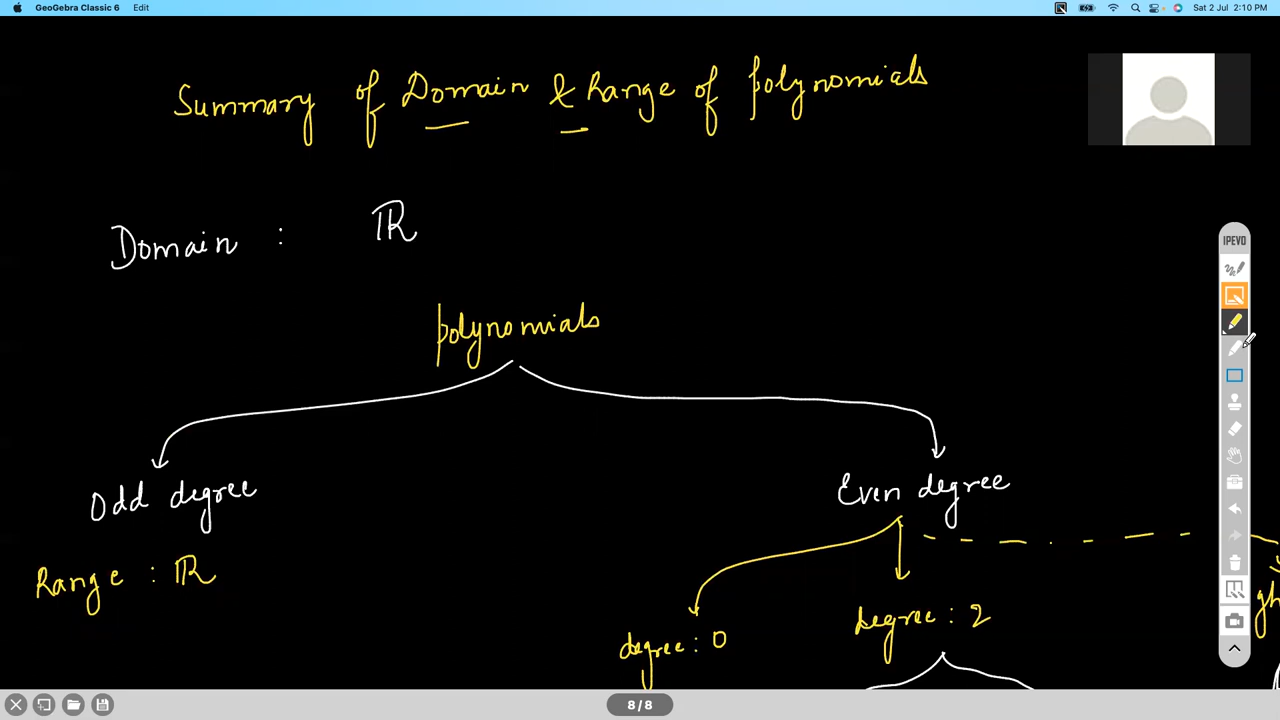 GeoGebra Classic 6 Edit Sat 2 Jul 2:10 PM
Summary of Domain & Range of polynomials
IPEVO
Domain : ℝ
polynomials
Odd degree
Even degree
Range : ℝ
degree : 0
degree : 2
8/8